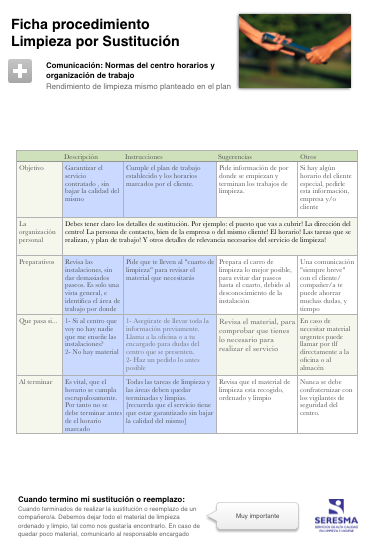 Ficha procedimiento
Limpieza por Sustitución
Comunicación: Normas del centro horarios y
organización de trabajo
Rendimiento de limpieza mismo planteado en el plan
Descripción Instrucciones Sugerencias Otros
Objetivo
Garantizar el
servicio
contratado , sin
bajar la calidad del
mismo
Cumple el plan de trabajo
establecido y los horarios
marcados por el cliente.
Pide información de por
donde se empiezan y
terminan los trabajos de
limpieza.
Si hay algún
horario del cliente
especial, pedirle
esta información,
empresa y/o
cliente
La
organización
personal
Debes tener claro los detalles de sustitución. Por ejemplo: el puesto que vas a cubrir! La dirección del
centro! La persona de contacto, bien de la empresa o del mismo cliente! El horario! Las tareas que se
realizan, y plan de trabajo! Y otros detalles de relevancia necesarios del servicio de limpieza!
Preparativos
Revisa las
instalaciones, sin
dar demasiados
paseos. Es solo una
vista general, e
identifica el área de
trabajo por donde
Pide que te lleven al "cuarto de
limpieza" para revisar el
material que necesitarás
Prepara el carro de
limpieza lo mejor posible,
para evitar dar paseos
hasta el cuarto, debido al
desconocimiento de la
instalación
Una comunicación
"siempre breve"
con el cliente/
compañer/a te
puede ahorrar
muchas dudas, y
tiempo
Que pasa si...
1- Si al centro que
voy no hay nadie
que me enseñe las
instalaciones?
2- No hay material
1- Asegúrate de llevar toda la
información previamente.
Llama a la oficina o a tu
encargado para dudas del
centro que se presenten.
2- Haz un pedido lo antes
posible
Revisa el material, para
comprobar que tienes
lo necesario para
realizar el servicio
En caso de
necesitar material
urgentes puede
llamar por tlf
directamente a la
oficina o al
almacén
Al terminar
Es vital, que el
horario se cumpla
escrupulosamente.
Por tanto no se
debe terminar antes
de el horario
marcado
Todas las tareas de limpieza y
las áreas deben quedar
terminadas y limpias.
[recuerda que el servicio tiene
que estar garantizado sin bajar
la calidad del mismo]
Revisa que el material de
limpieza esta recogido,
ordenado y limpio
Nunca se debe
confraternizar con
los vigilantes de
seguridad del
centro.
Cuando termino mi sustitución o reemplazo:
Cuando terminados de realizar la sustitución o reemplazo de un
compañero/a. Debemos dejar todo el material de limpieza
ordenado y limpio, tal como nos gustaría encontrarlo. En caso de
quedar poco material, comunicarlo al responsable encargado
Muy importante
SERESMA